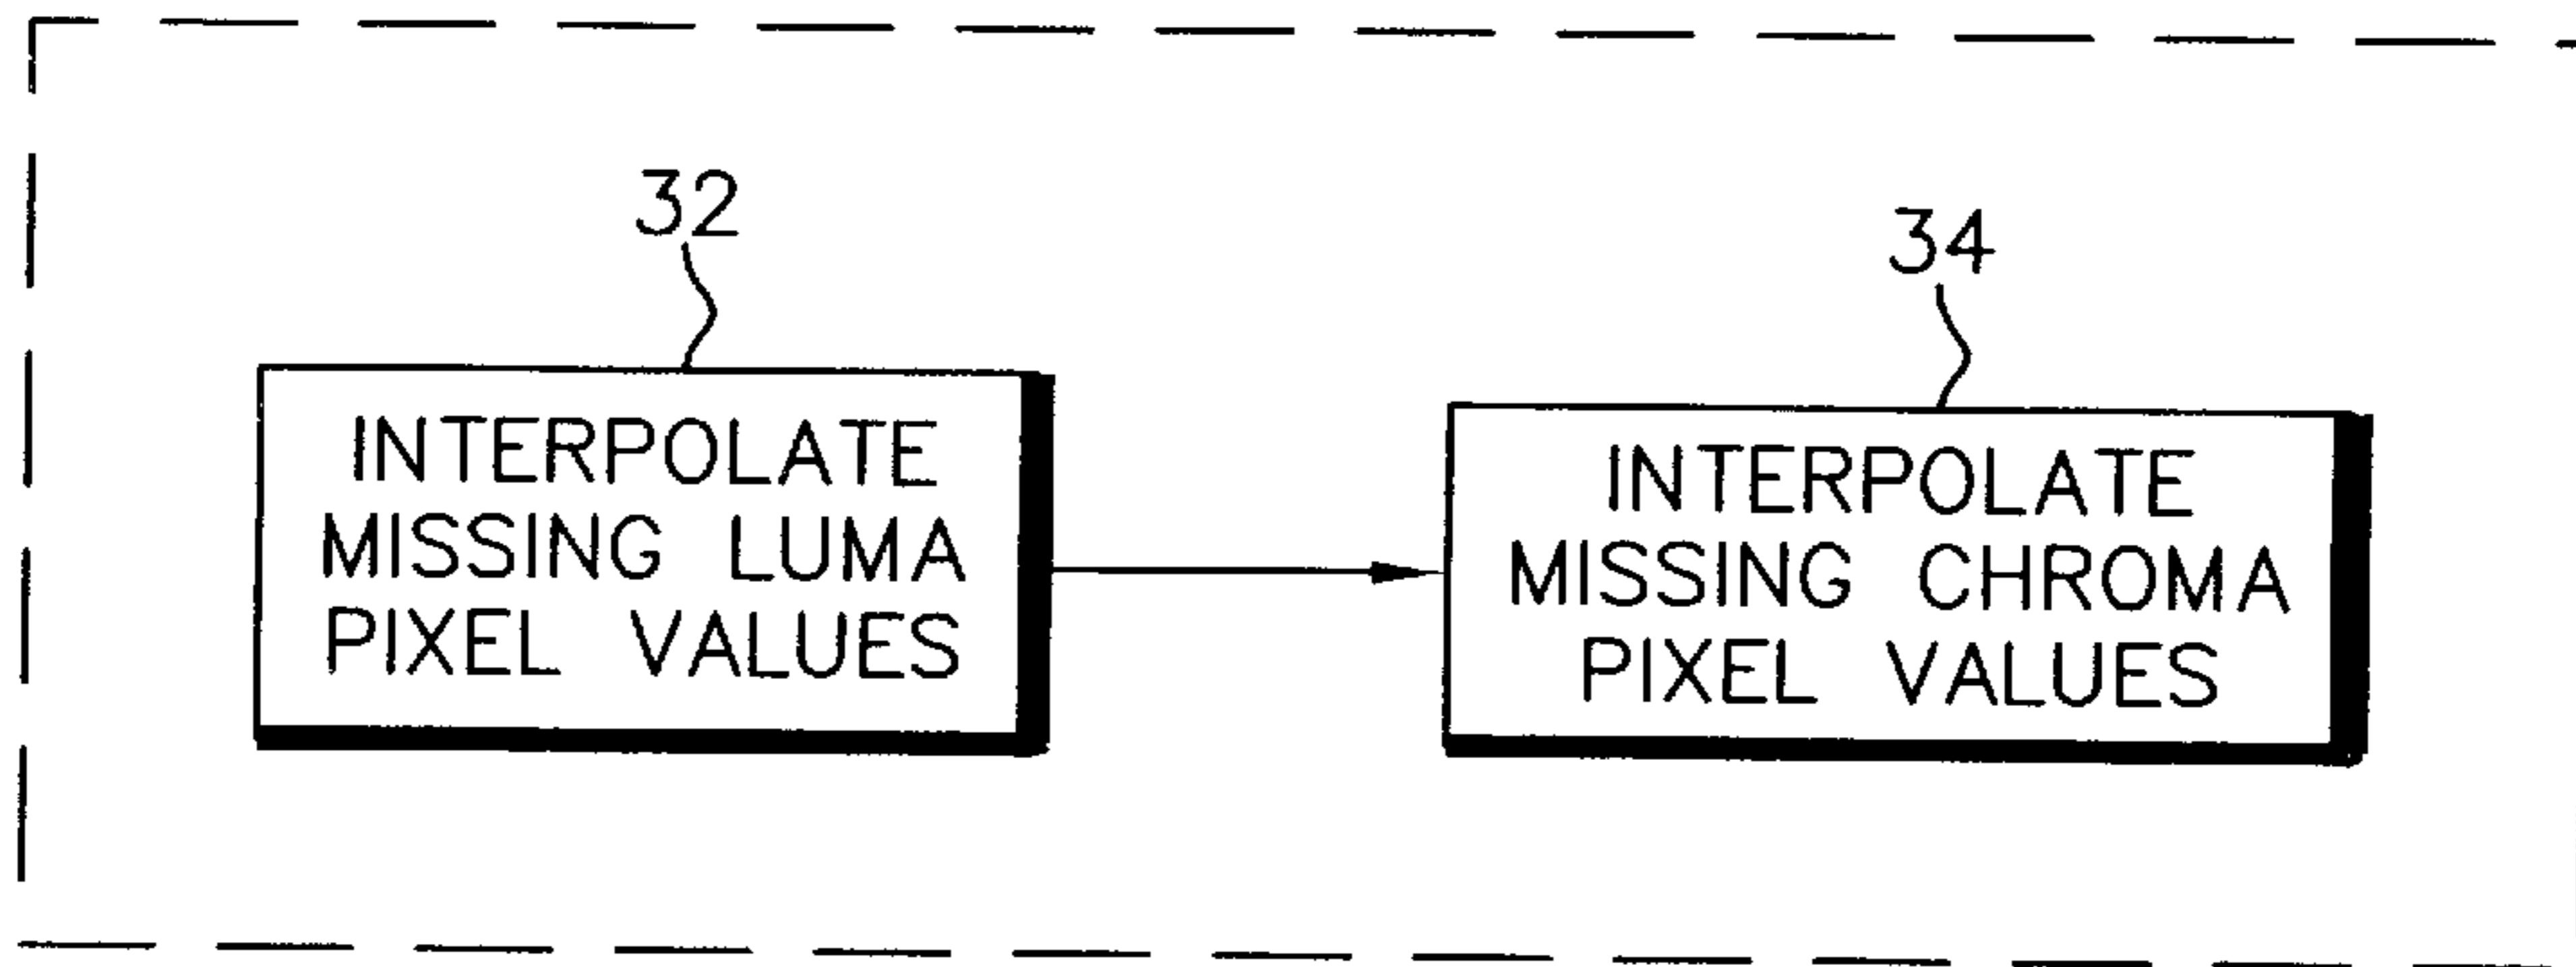 32
INTERPOLATE
MISSING LUMA
PIXEL VALUES
34
INTERPOLATE
MISSING CHROMA
PIXEL VALUES